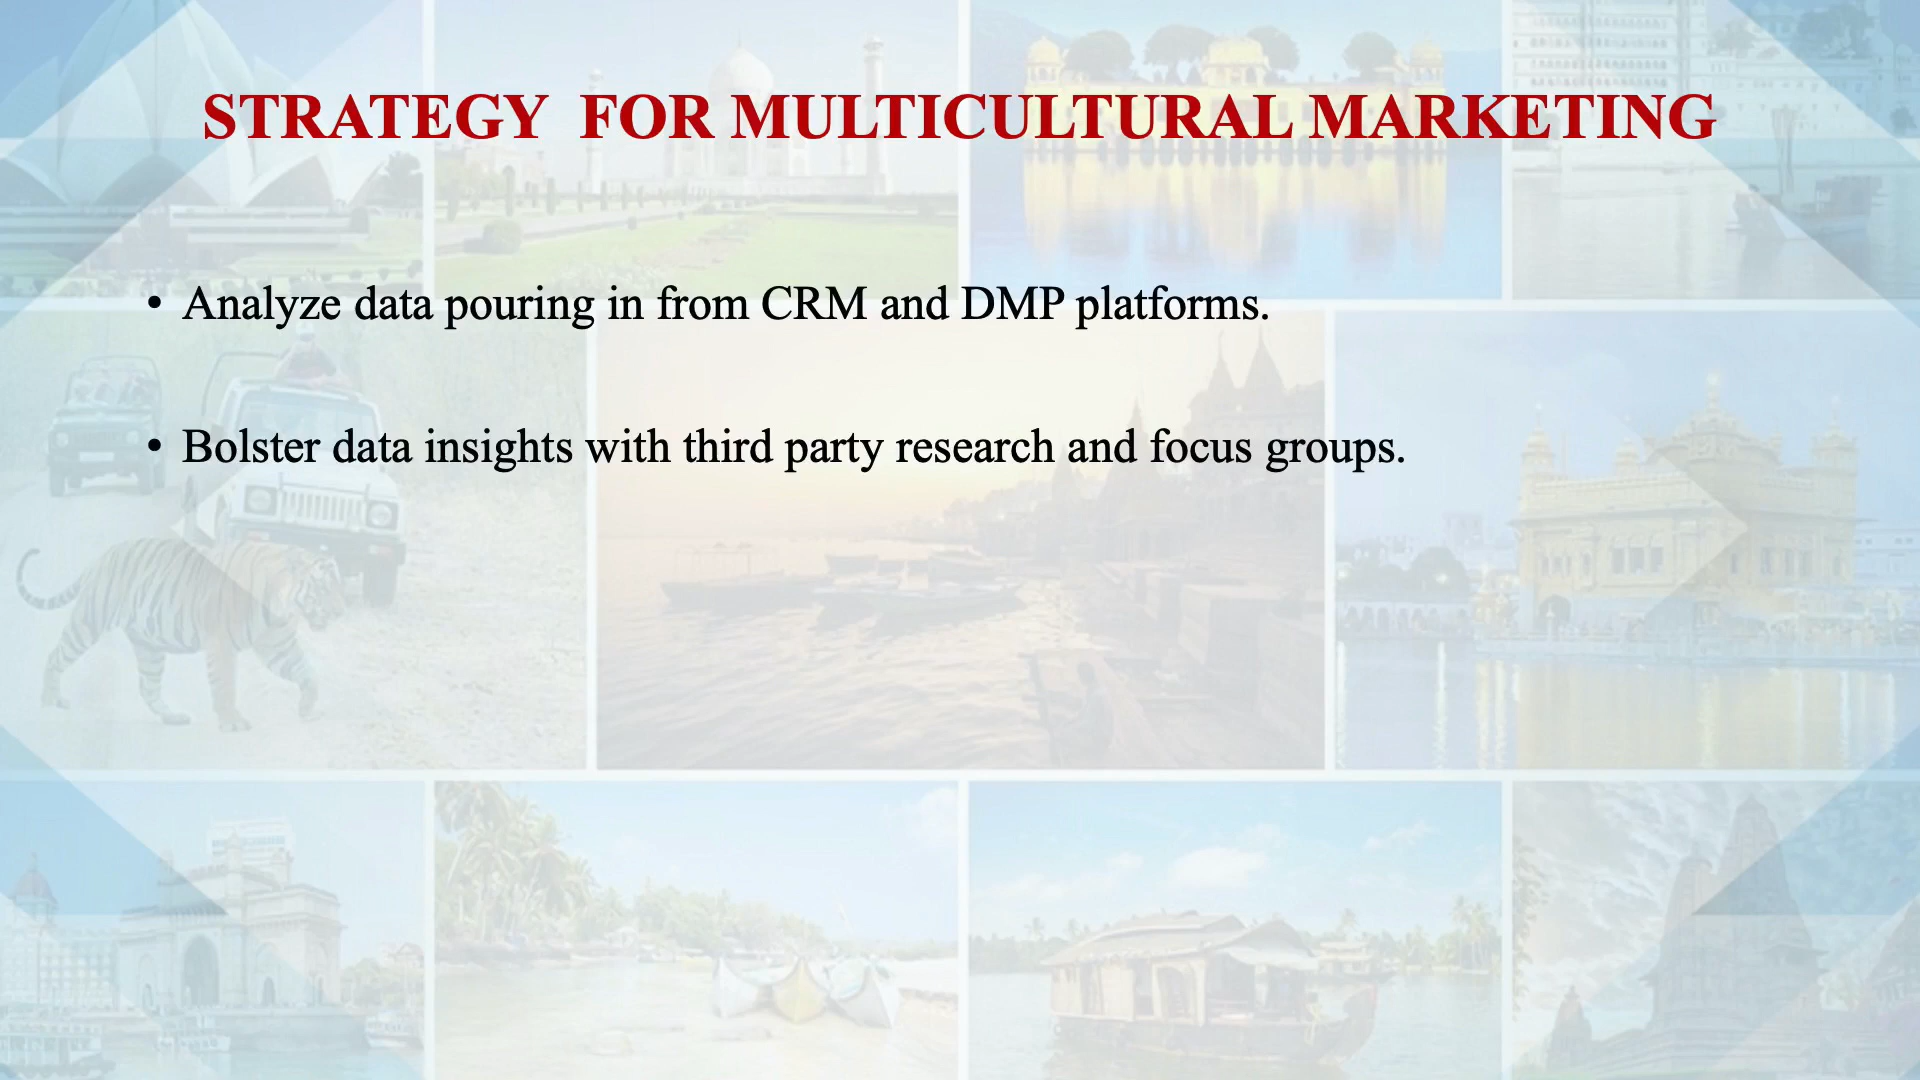 STRATEGY  FOR MULTICULTURAL MARKETING
• Analyze data pouring in from CRM and DMP platforms.
• Bolster data insights with third party research and focus groups.